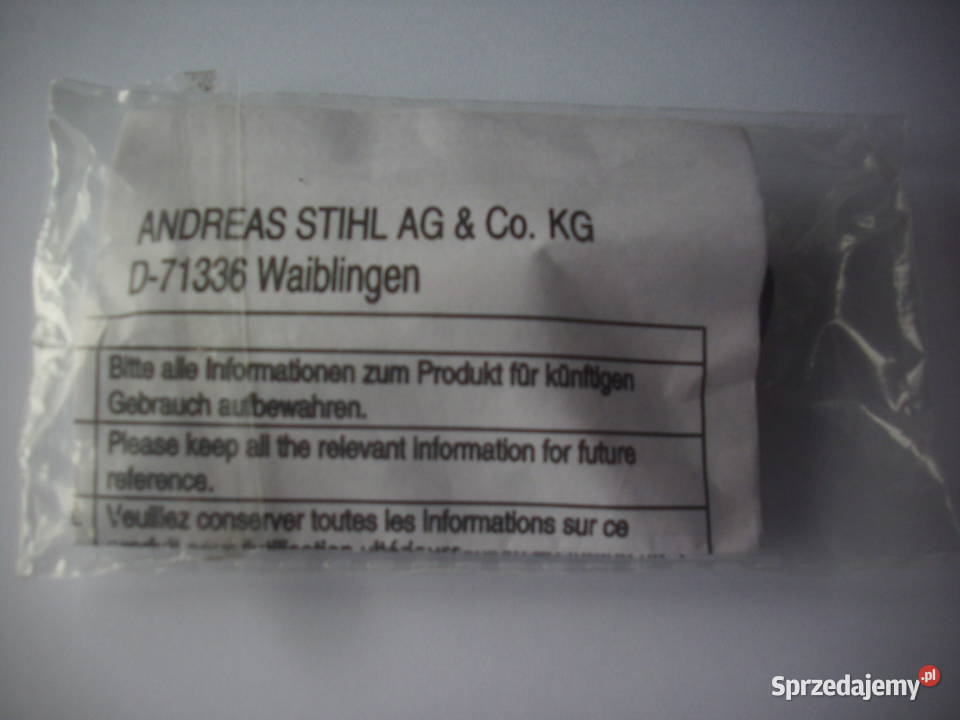 ANDREAS STIHL AG & Co. KG
D-71336 Waiblingen
Bitte alle Informationen zum Produkt für künftigen
Gebrauch aufbewahren.
Please keep all the relevant information for future
reference.
Veuillez conserver toutes les informations sur ce
Sprzedajemy.pl